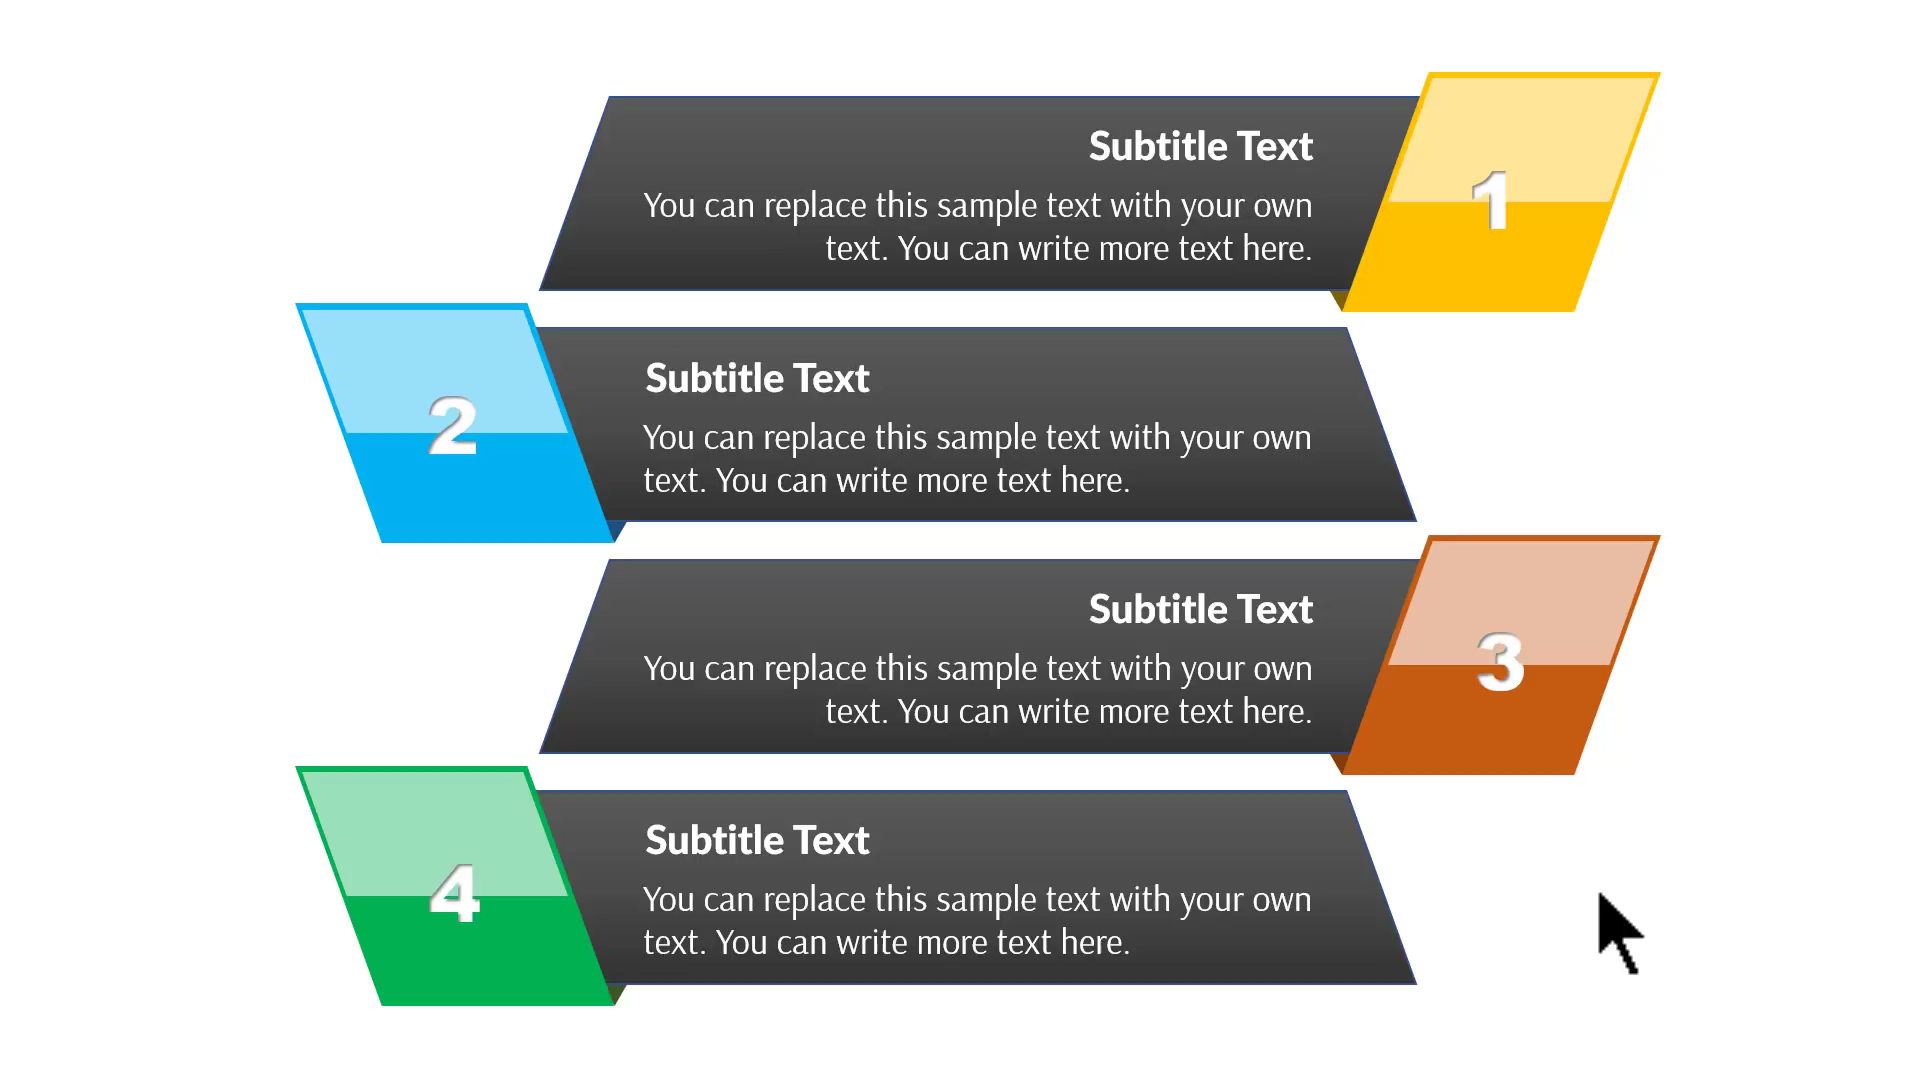 Subtitle Text
You can replace this sample text with your own
text. You can write more text here.
1
2
Subtitle Text
You can replace this sample text with your own
text. You can write more text here.
Subtitle Text
You can replace this sample text with your own
text. You can write more text here.
3
4
Subtitle Text
You can replace this sample text with your own
text. You can write more text here.